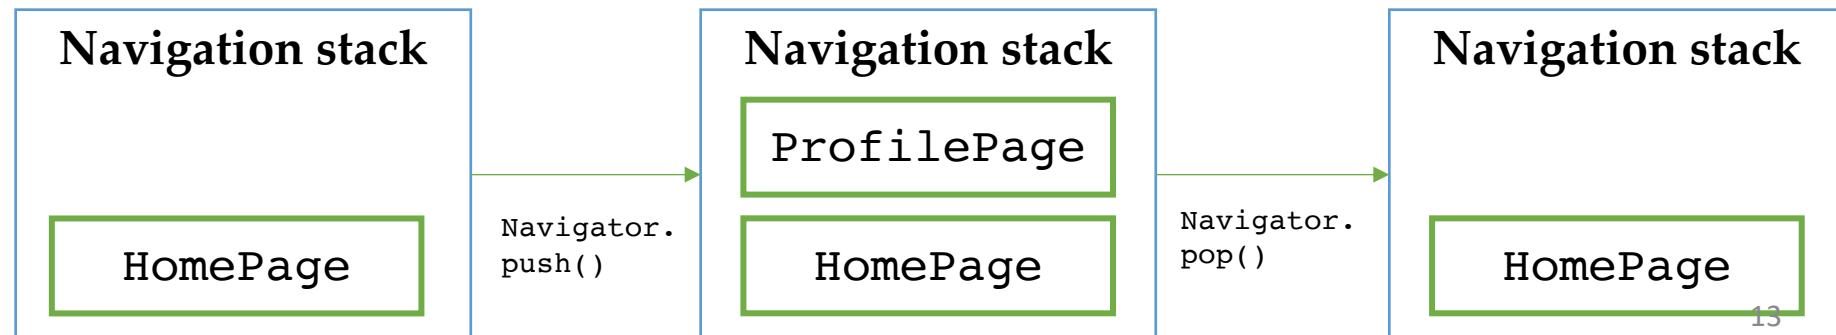 Navigation stack
HomePage
Navigator.
push()
Navigation stack
ProfilePage
HomePage
Navigator.
pop()
Navigation stack
HomePage
13